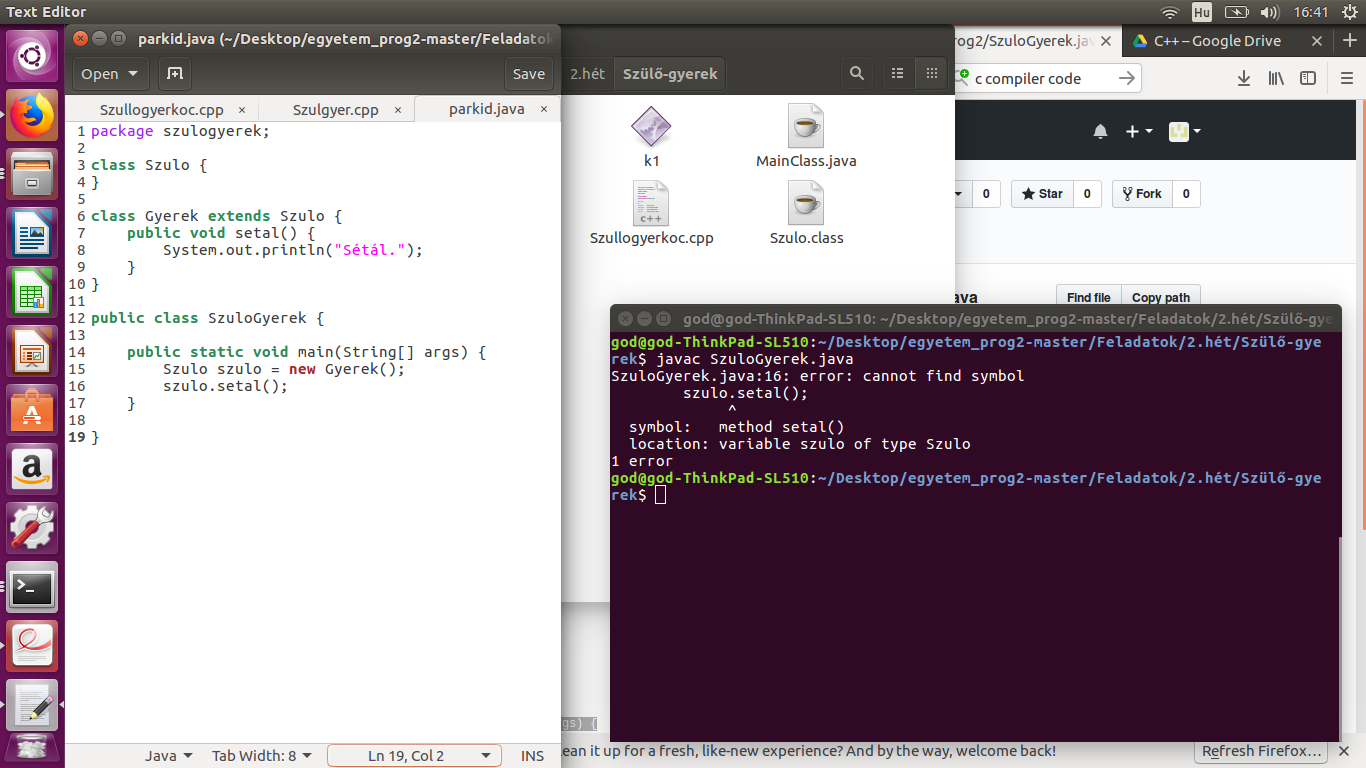 Text Editor
Hu
16:41
parkid.java (~/Desktop/egyetem_prog2-master/Feladatok
Open
Save
Szullogyerkoc.cpp ×
Szulgyer.cpp ×
parkid.java ×
1 package szulogyerek;
2
3 class Szulo {
4 }
5
6 class Gyerek extends Szulo {
7 public void setal() {
8 System.out.println("Sétál.");
9 }
10 }
11
12 public class SzuloGyerek {
13
14 public static void main(String[] args) {
15 Szulo szulo = new Gyerek();
16 szulo.setal();
17 }
18
19 }
Java
Tab Width: 8
Ln 19, Col 2
INS
2.hét
Szülő-gyerek
k1
MainClass.java
c++
Szullogyerkoc.cpp
Szulo.class
rog2/SzuloGyerek.jav ×
C++ – Google Drive ×
c compiler code
0
Star
0
Fork
0
ava
Find file
Copy path
god@god-ThinkPad-SL510: ~/Desktop/egyetem_prog2-master/Feladatok/2.hét/Szülő-gye
god@god-ThinkPad-SL510:~/Desktop/egyetem_prog2-master/Feladatok/2.hét/Szülő-gye
rek$ javac SzuloGyerek.java
SzuloGyerek.java:16: error: cannot find symbol
szulo.setal();
^
symbol: method setal()
location: variable szulo of type Szulo
1 error
god@god-ThinkPad-SL510:~/Desktop/egyetem_prog2-master/Feladatok/2.hét/Szülő-gye
rek$
gs) {
ean it up for a fresh, like-new experience? And by the way, welcome back!
Refresh Firefox…
×